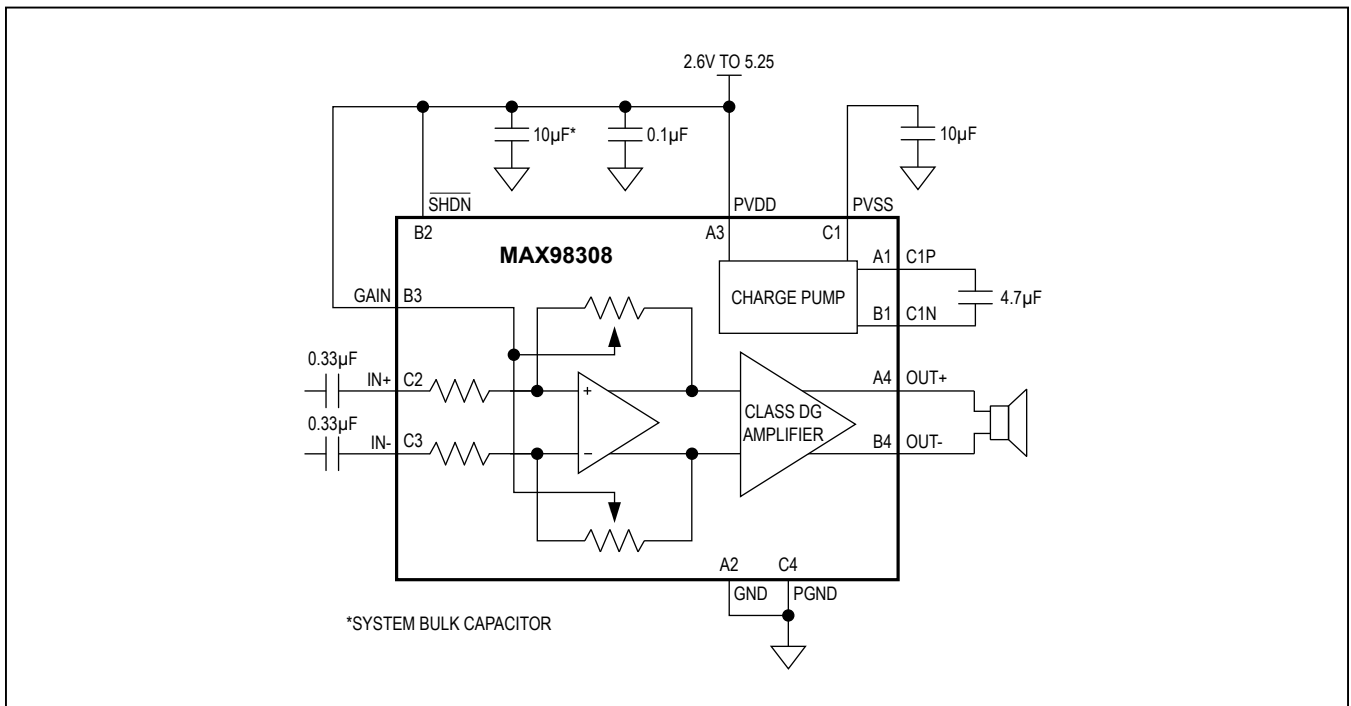 2.6V TO 5.25
10µF*
0.1µF
10µF
SHDN
PVDD
PVSS
B2
A3
C1
MAX98308
A1
C1P
CHARGE PUMP
4.7µF
GAIN
B3
B1
C1N
0.33µF
IN+
C2
+
A4
OUT+
0.33µF
CLASS DG
AMPLIFIER
IN-
C3
−
B4
OUT-
A2
C4
GND
PGND
*SYSTEM BULK CAPACITOR